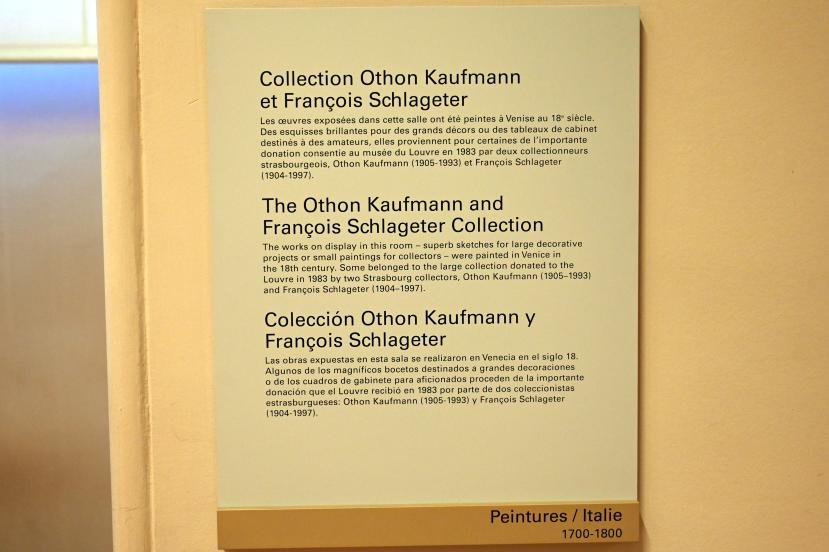 Collection Othon Kaufmann
et François Schlageter
Les œuvres exposées dans cette salle ont été peintes à Venise au 18e siècle.
Des esquisses brillantes pour des grands décors ou des tableaux de cabinet
destinés à des amateurs, elles proviennent pour certaines de l'importante
donation consentie au musée du Louvre en 1983 par deux collectionneurs
strasbourgeois, Othon Kaufmann (1905-1993) et François Schlageter
(1904-1997).
The Othon Kaufmann and
François Schlageter Collection
The works on display in this room – superb sketches for large decorative
projects or small paintings for collectors – were painted in Venice in
the 18th century. Some belonged to the large collection donated to the
Louvre in 1983 by two Strasbourg collectors, Othon Kaufmann (1905–1993)
and François Schlageter (1904–1997).
Colección Othon Kaufmann y
François Schlageter
Las obras expuestas en esta sala se realizaron en Venecia en el siglo 18.
Algunos de los magníficos bocetos destinados a grandes decoraciones
o de los cuadros de gabinete para aficionados proceden de la importante
donación que el Louvre recibió en 1983 por parte de dos coleccionistas
estrasburgueses: Othon Kaufmann (1905-1993) y François Schlageter
(1904-1997).
Peintures / Italie
1700-1800